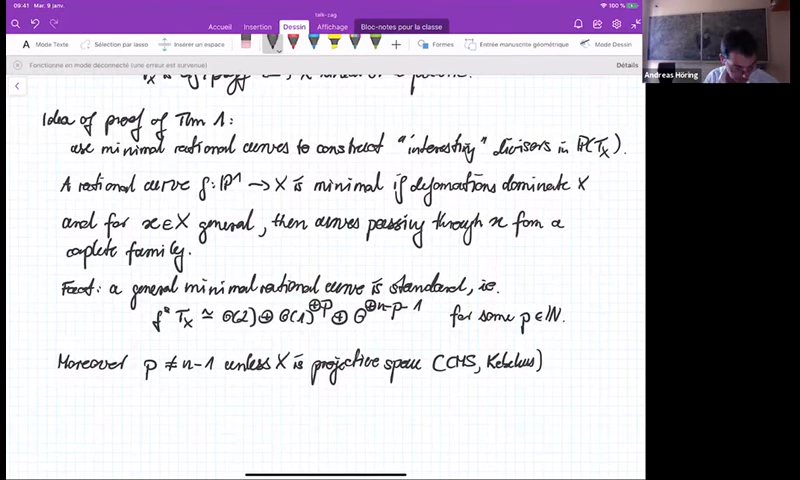 09:41 Mar. 9 janv.
talk-cag
100 %
Accueil Insertion Dessin Affichage Bloc-notes pour la classe
Mode Texte Sélection par lasso Insérer un espace Formes Entrée manuscrite géométrique Mode Dessin
Fonctionne en mode déconnecté (une erreur est survenue) Détails
Andreas Höring
Idea of proof of Thm 1:
use minimal rational curves to construct "interesting" divisors in P(T_X).
A rational curve f: P^1 → X is minimal if deformations dominate X
and for x ∈ X general, then curves passing through x form a
complete family.
Fact: a general minimal rational curve is standard, i.e.
f* T_X ≃ O(2) ⊕ O(1)^{⊕p} ⊕ O^{⊕n-p-1} for some p ∈ N.
Moreover p ≠ n-1 unless X is projective space (CMS, Kebekus)